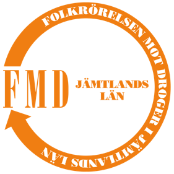 FOLKRÖRELSEN MOT DROGER I JÄMTLANDS LÄN
FMD
JÄMTLANDS
LÄN